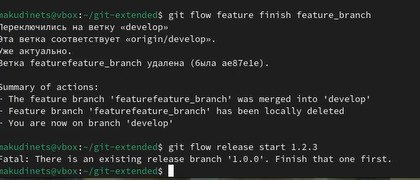 makudinets@vbox:~/git-extended$ git flow feature finish feature_branch
Переключились на ветку «develop»
Эта ветка соответствует «origin/develop».
Уже актуально.
Ветка featurefeature_branch удалена (была ae87e1e).

Summary of actions:
- The feature branch 'featurefeature_branch' was merged into 'develop'
- Feature branch 'featurefeature_branch' has been locally deleted
- You are now on branch 'develop'

makudinets@vbox:~/git-extended$ git flow release start 1.2.3
Fatal: There is an existing release branch '1.0.0'. Finish that one first.
makudinets@vbox:~/git-extended$